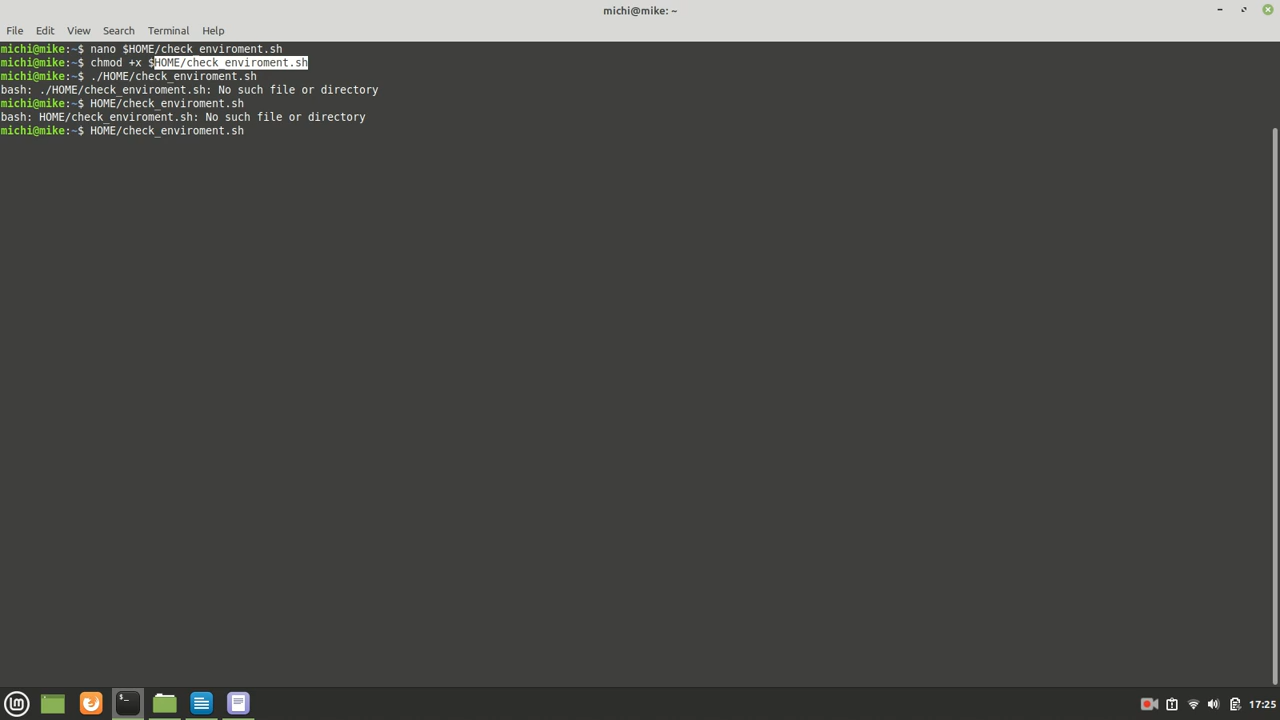 michi@mike: ~
File Edit View Search Terminal Help
michi@mike:~$ nano $HOME/check_enviroment.sh
michi@mike:~$ chmod +x $HOME/check_enviroment.sh
michi@mike:~$ ./HOME/check_enviroment.sh
bash: ./HOME/check_enviroment.sh: No such file or directory
michi@mike:~$ HOME/check_enviroment.sh
bash: HOME/check_enviroment.sh: No such file or directory
michi@mike:~$ HOME/check_enviroment.sh
17:25